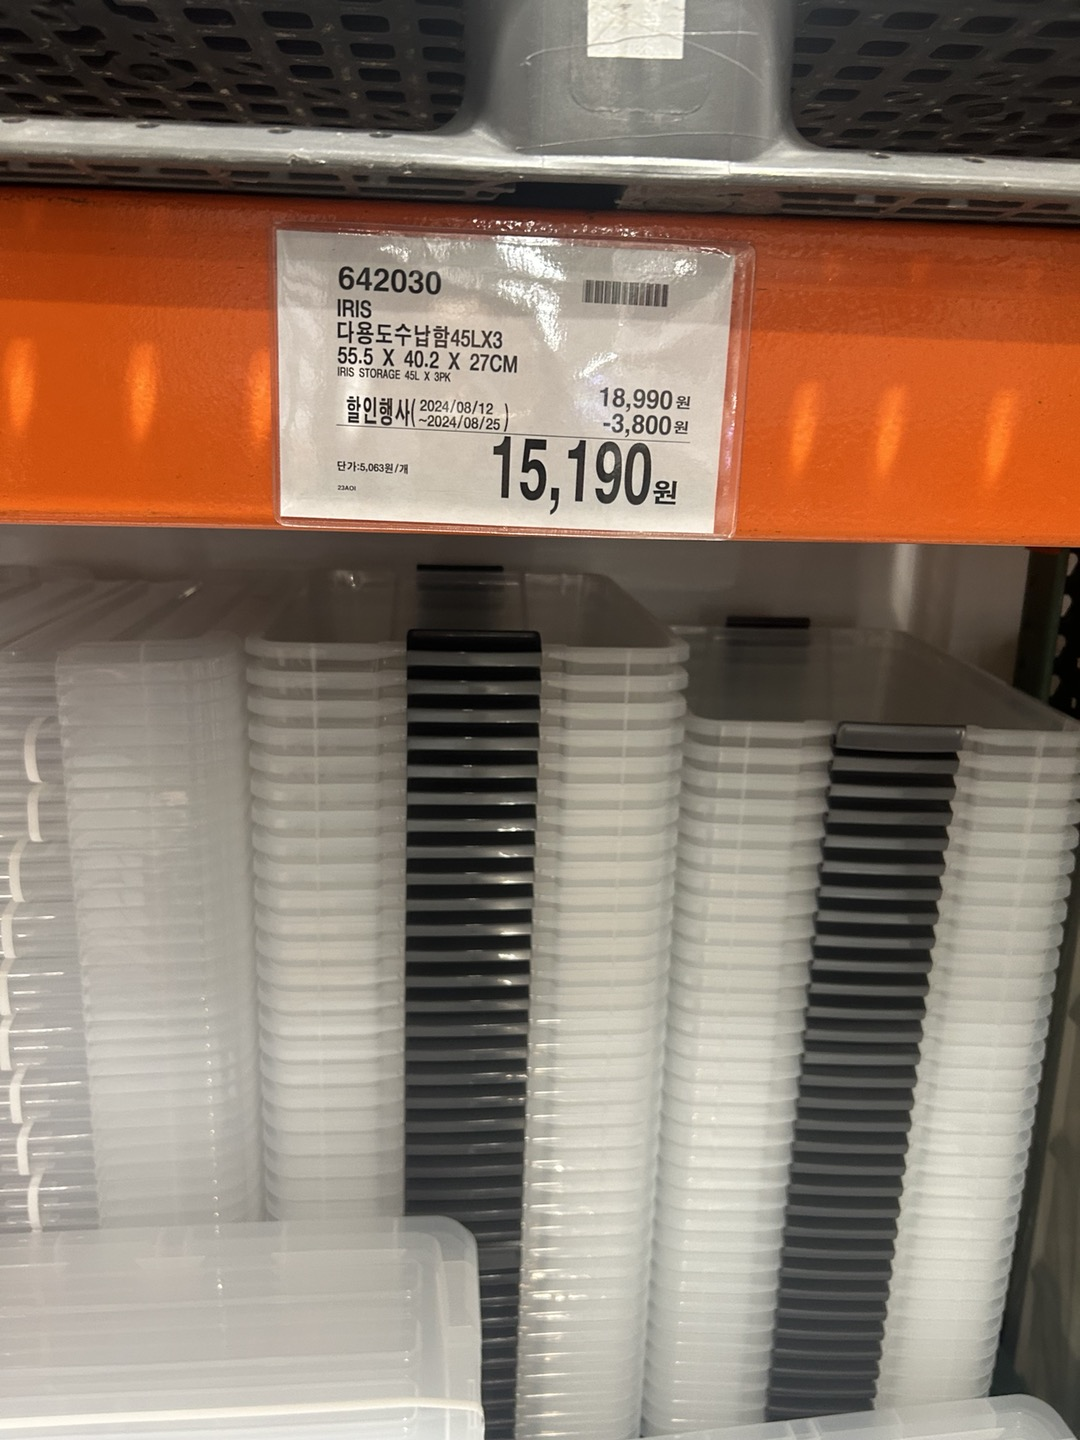 642030
IRIS
다용도수납함45LX3
55.5 X 40.2 X 27CM
IRIS STORAGE 45L X 3PK
18,990원
할인행사( 2024/08/12 ~2024/08/25 )
-3,800원
15,190원
단가:5,063원/개
23A01